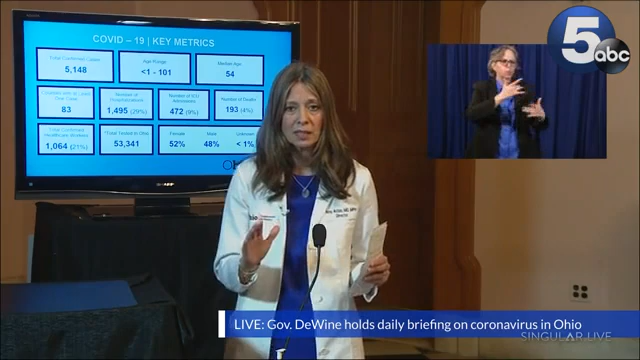 COVID – 19 | KEY METRICS
Total Confirmed Cases
5,148
Age Range
<1 - 101
Median Age
54
83
Number of Hospitalizations
1,495 (29%)
Number of ICU Admissions
472 (9%)
Number of Deaths
193 (4%)
Total Confirmed Healthcare Workers
1,064 (21%)
*Total Tested in Ohio
53,341
Female
52%
Male
48%
Unknown
< 1%
5
abc
Director
LIVE: Gov. DeWine holds daily briefing on coronavirus in Ohio
SINGULAR.LIVE